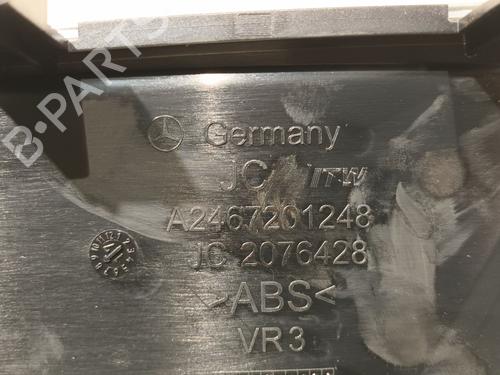 B-PARTS
Germany
JC ITW
A2467201248
JC 2076428
>ABS<
VR3